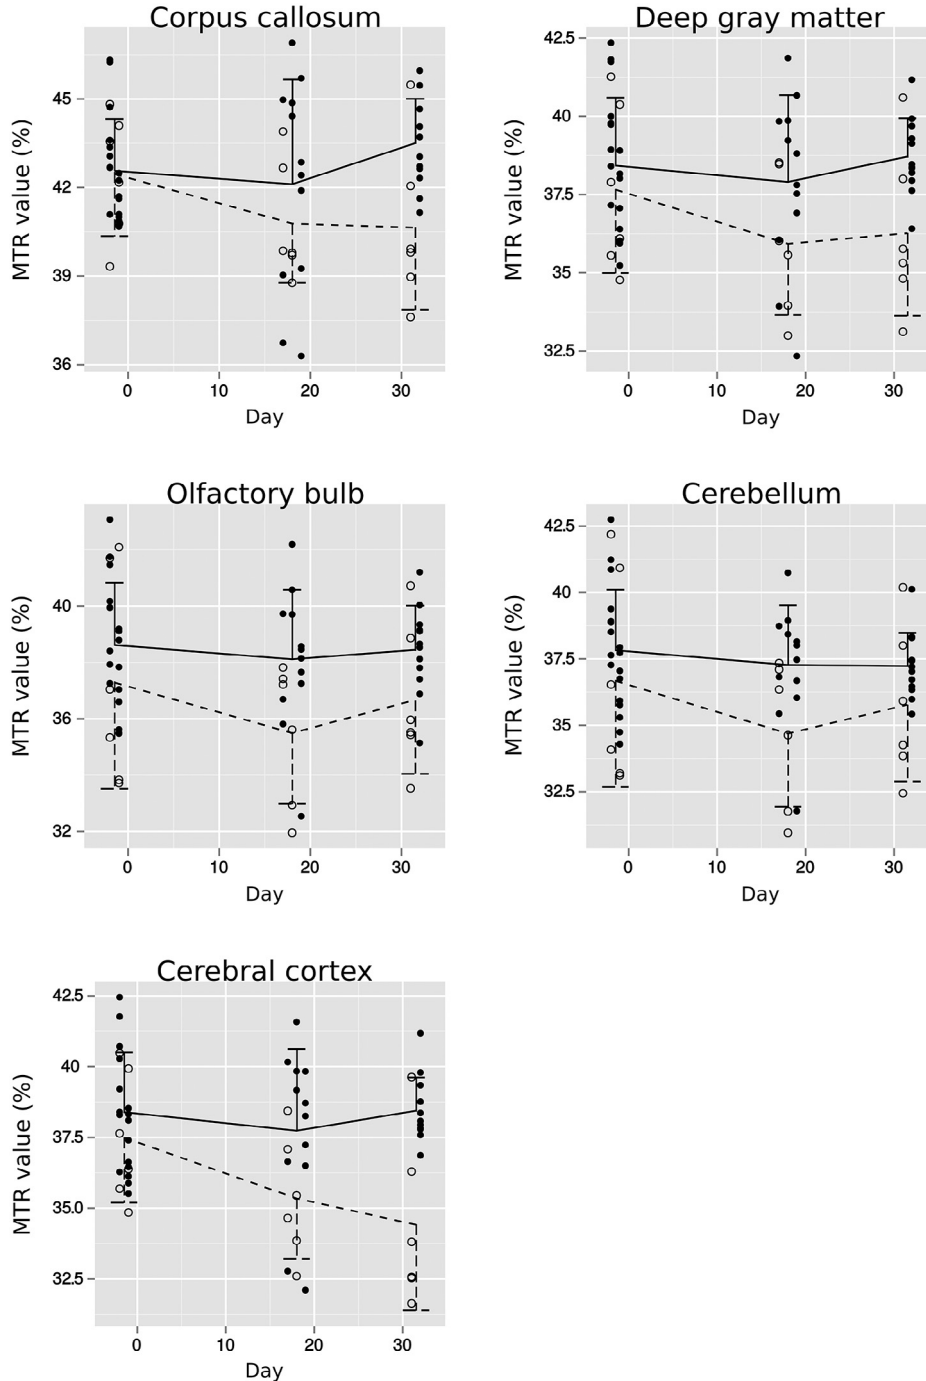 Corpus callosum
MTR value (%)
45
42
39
36
0
10
20
30
Day
Deep gray matter
MTR value (%)
42.5
40
37.5
35
32.5
0
10
20
30
Day
Olfactory bulb
MTR value (%)
40
36
32
0
10
20
30
Day
Cerebellum
MTR value (%)
42.5
40
37.5
35
32.5
0
10
20
30
Day
Cerebral cortex
MTR value (%)
42.5
40
37.5
35.0
32.5
0
10
20
30
Day